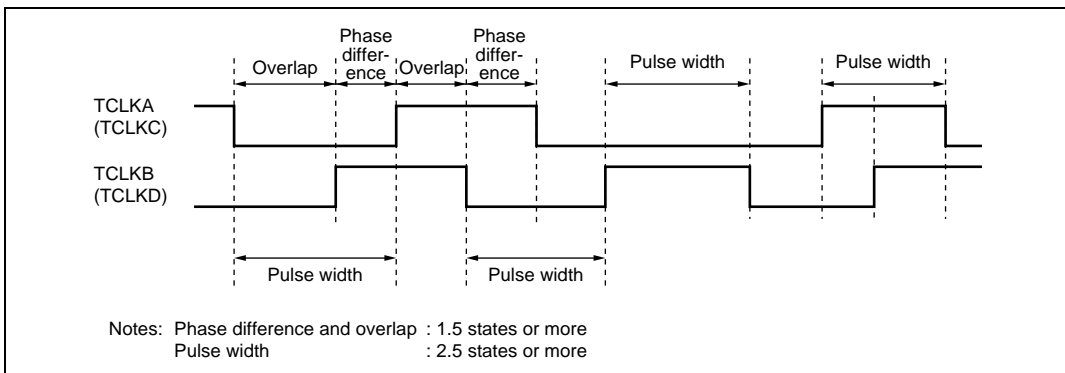 Phase
differ-
ence
Phase
differ-
ence
Overlap
Overlap
Pulse width
Pulse width
TCLKA
(TCLKC)
TCLKB
(TCLKD)
Pulse width
Pulse width
Notes: Phase difference and overlap : 1.5 states or more
Pulse width : 2.5 states or more